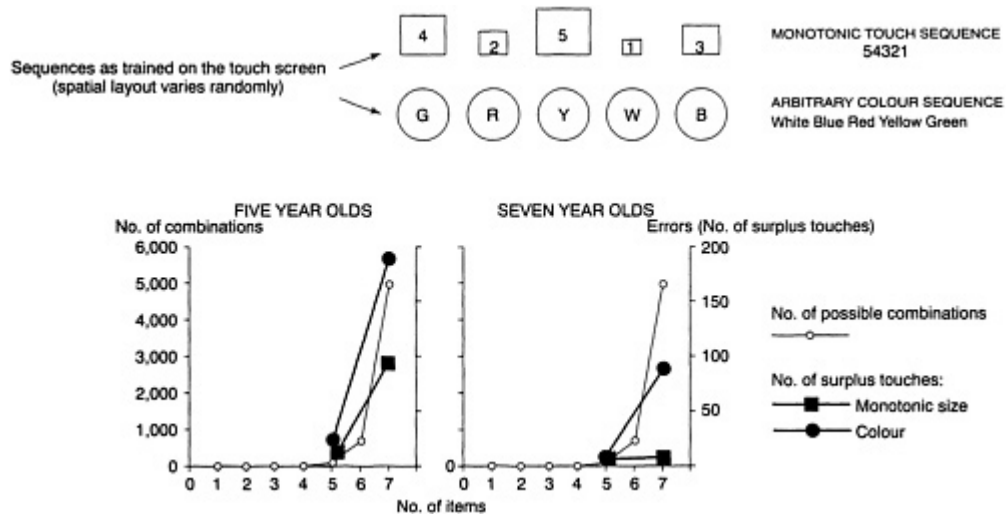 4 2 5 1 3
MONOTONIC TOUCH SEQUENCE
54321
Sequences as trained on the touch screen
(spatial layout varies randomly)
G R Y W B
ARBITRARY COLOUR SEQUENCE
White Blue Red Yellow Green
FIVE YEAR OLDS
No. of combinations
6,000
5,000
4,000
3,000
2,000
1,000
0
0 1 2 3 4 5 6 7
SEVEN YEAR OLDS
Errors (No. of surplus touches)
200
150
100
50
0
0 1 2 3 4 5 6 7
No. of items
No. of possible combinations
No. of surplus touches:
Monotonic size
Colour